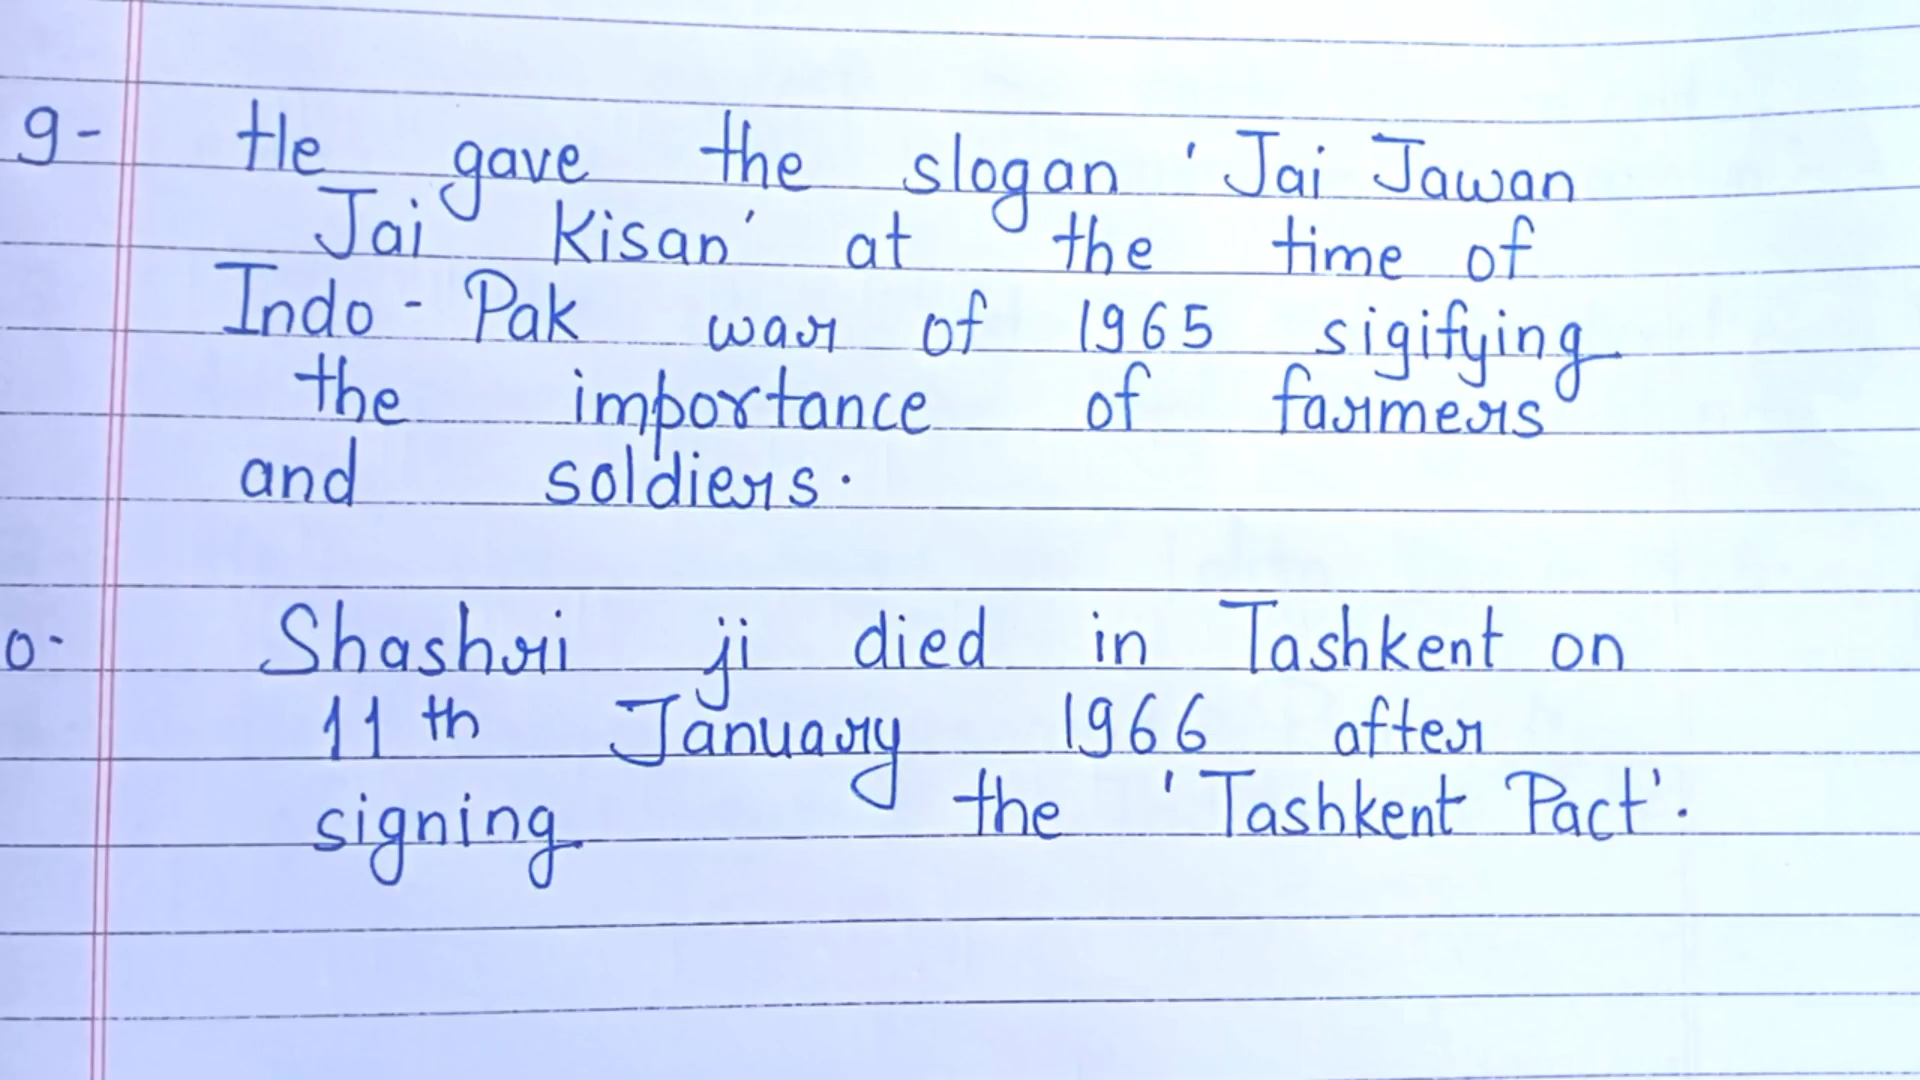 9- He gave the slogan 'Jai Jawan
Jai Kisan' at the time of
Indo - Pak war of 1965 sigifying
the importance of farmers
and soldiers.
0- Shashri ji died in Tashkent on
11th January 1966 after
signing the 'Tashkent Pact'.